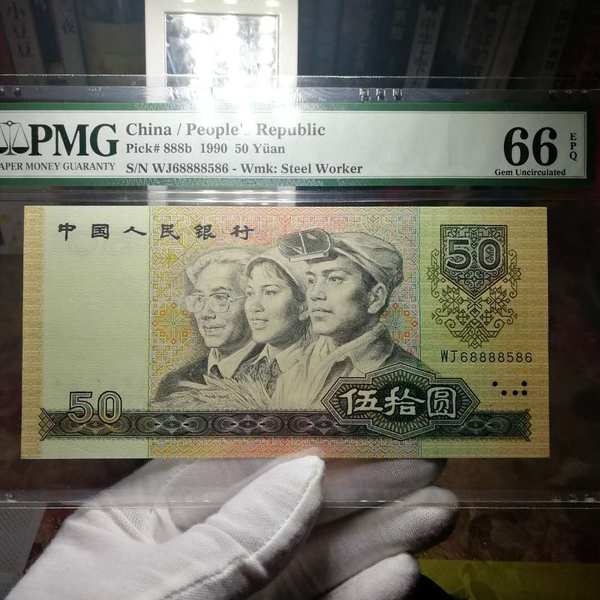 PMG
PAPER MONEY GUARANTY
China / People's Republic
Pick# 888b 1990 50 Yüan
S/N WJ68888586 - Wmk: Steel Worker
66 EPQ
Gem Uncirculated
中国人民银行
50
WJ68888586
50
伍拾圆